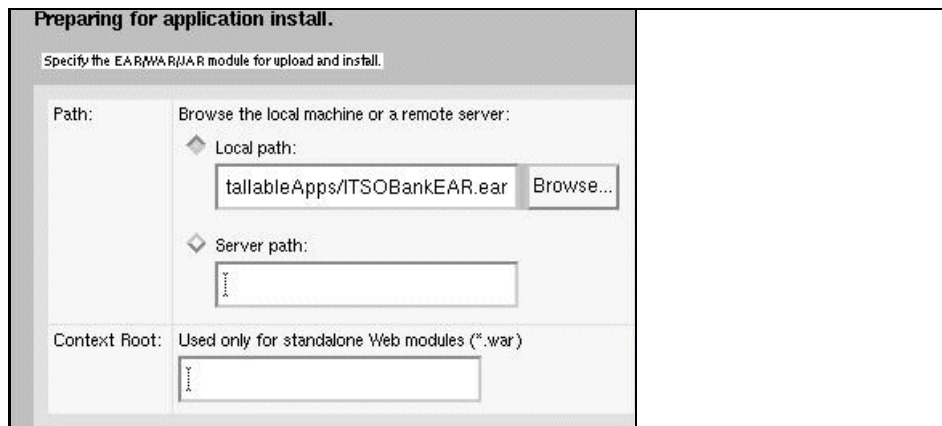 Preparing for application install.
Specify the EAR/WAR/JAR module for upload and install.
Path:
Browse the local machine or a remote server:
Local path:
tallableApps/ITSOBankEAR.ear
Browse...
Server path:
Context Root:
Used only for standalone Web modules (*.war)